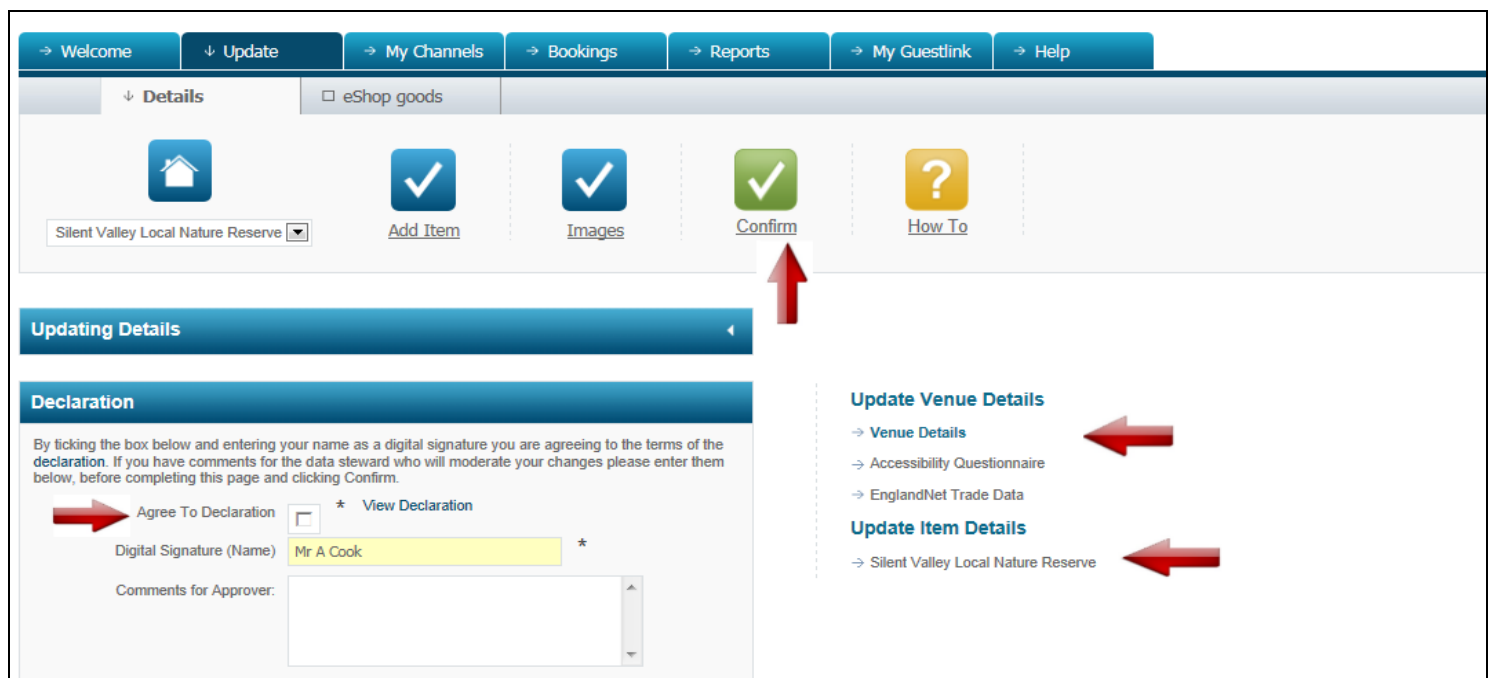 → Welcome ↓ Update → My Channels → Bookings → Reports → My Guestlink → Help
↓ Details □ eShop goods
Silent Valley Local Nature Reserve Add Item Images Confirm ? How To
Updating Details
Declaration
By ticking the box below and entering your name as a digital signature you are agreeing to the terms of the
declaration. If you have comments for the data steward who will moderate your changes please enter them
below, before completing this page and clicking Confirm.
Agree To Declaration * View Declaration
Digital Signature (Name) Mr A Cook *
Comments for Approver:
Update Venue Details
→ Venue Details
→ Accessibility Questionnaire
→ EnglandNet Trade Data
Update Item Details
→ Silent Valley Local Nature Reserve